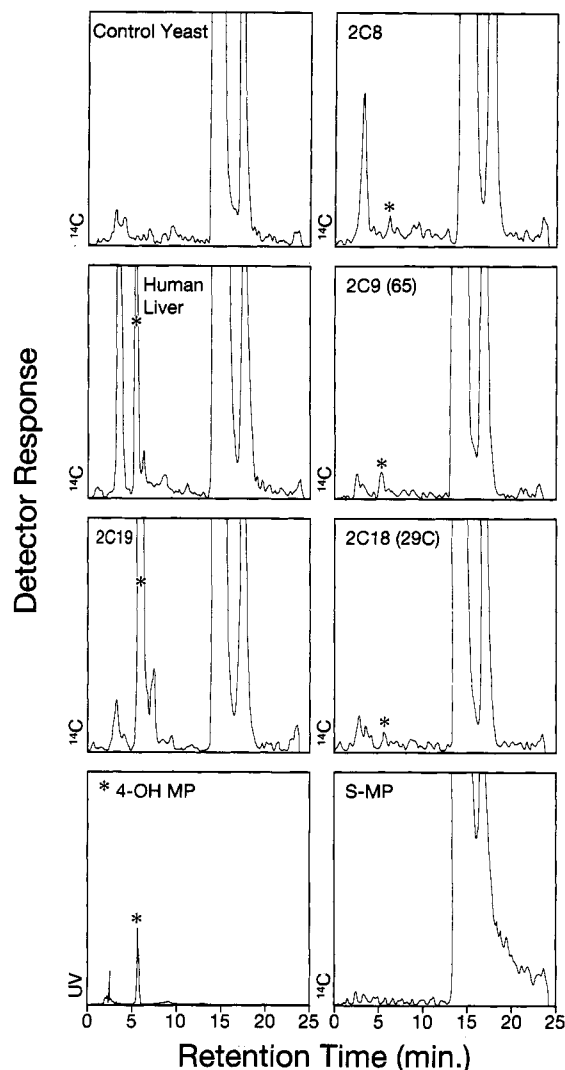 Detector Response
Control Yeast
¹⁴C
2C8
*
¹⁴C
Human
Liver
*
¹⁴C
2C9 (65)
*
¹⁴C
2C19
*
¹⁴C
2C18 (29C)
*
¹⁴C
* 4-OH MP
*
UV
0 5 10 15 20 25
S-MP
¹⁴C
0 5 10 15 20 25
Retention Time (min.)